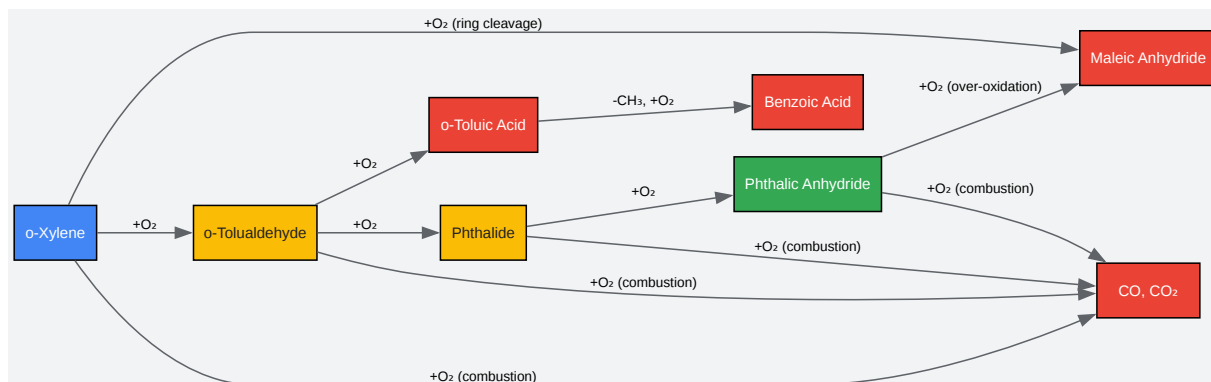 +O₂ (ring cleavage)
Maleic Anhydride
+O₂ (over-oxidation)
-CH₃, +O₂
Benzoic Acid
o-Toluic Acid
+O₂
+O₂
Phthalic Anhydride
+O₂ (combustion)
o-Xylene
+O₂
o-Tolualdehyde
+O₂
Phthalide
+O₂ (combustion)
+O₂ (combustion)
CO, CO₂
+O₂ (combustion)